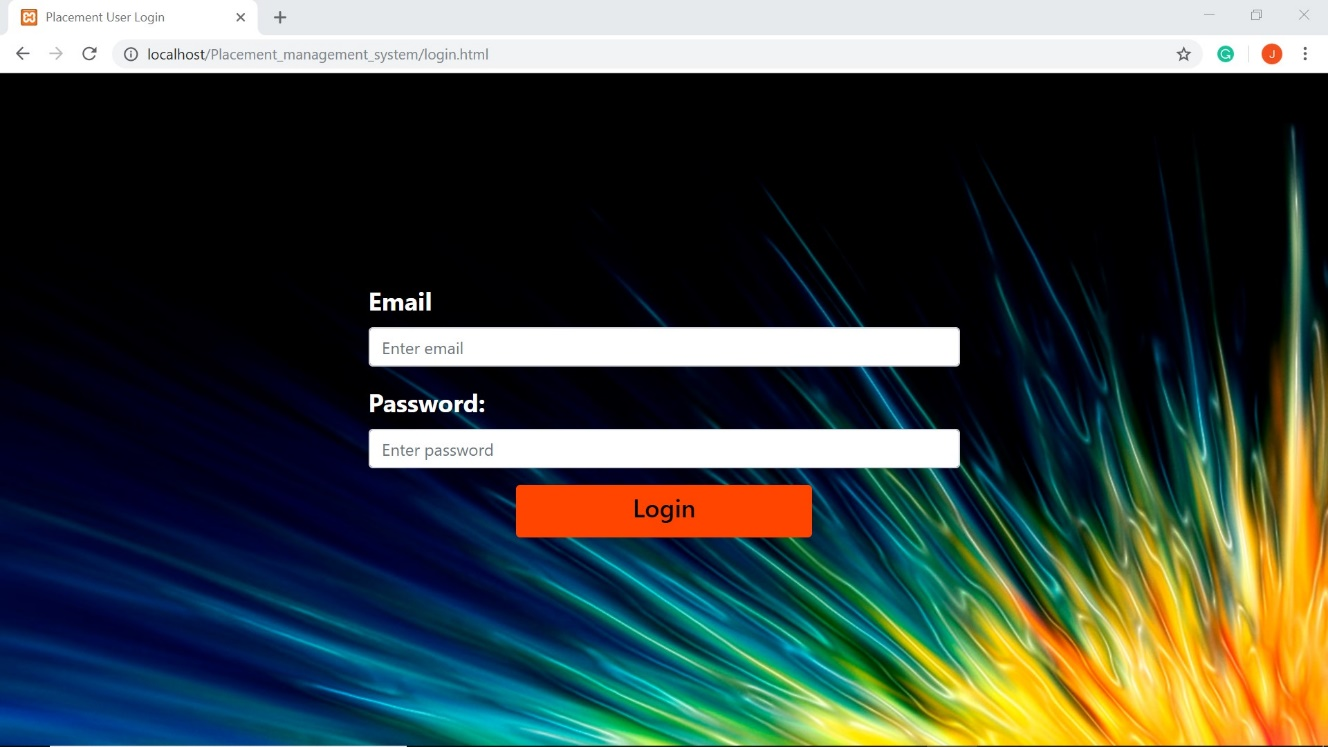 Placement User Login
localhost/Placement_management_system/login.html
J
Email
Enter email
Password:
Enter password
Login